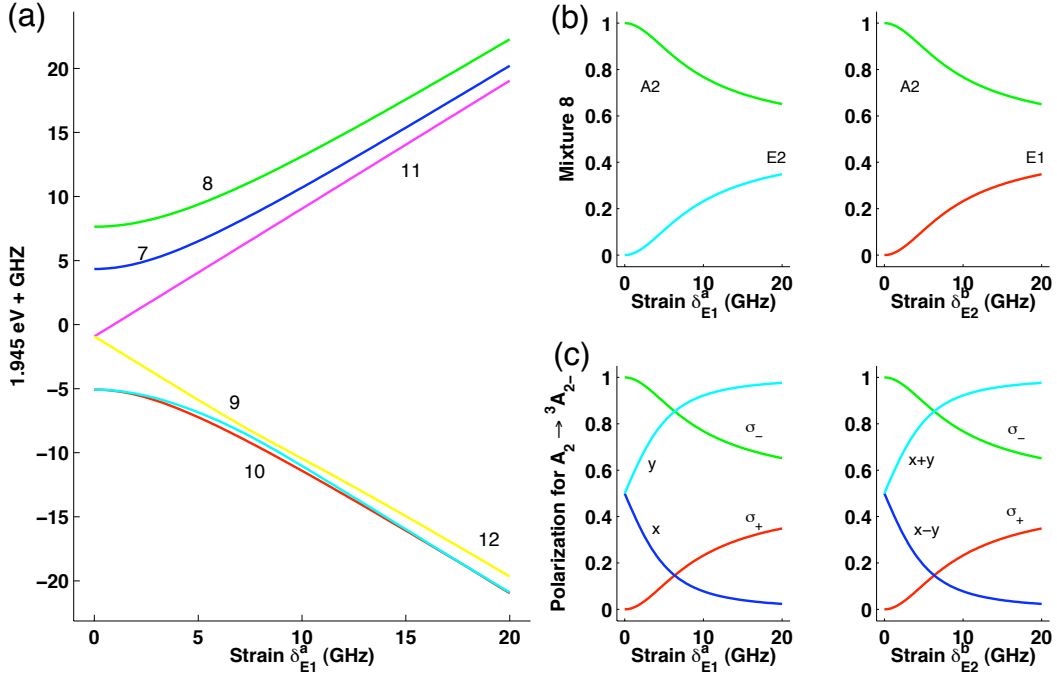 (a)
1.945 eV + GHZ
20
15
10
5
0
−5
−10
−15
−20
8
7
11
9
10
12
0
5
10
15
20
Strain δᵃ_E1 (GHz)
(b)
Mixture 8
1
0.8
0.6
0.4
0.2
0
A2
E2
0
10
20
Strain δᵃ_E1 (GHz)
1
0.8
0.6
0.4
0.2
0
A2
E1
0
10
20
Strain δᵇ_E2 (GHz)
(c)
Polarization for A₂ → ³A₂₋
1
0.8
0.6
0.4
0.2
0
σ₋
y
x
σ₊
0
10
20
Strain δᵃ_E1 (GHz)
1
0.8
0.6
0.4
0.2
0
σ₋
x+y
x−y
σ₊
0
10
20
Strain δᵇ_E2 (GHz)